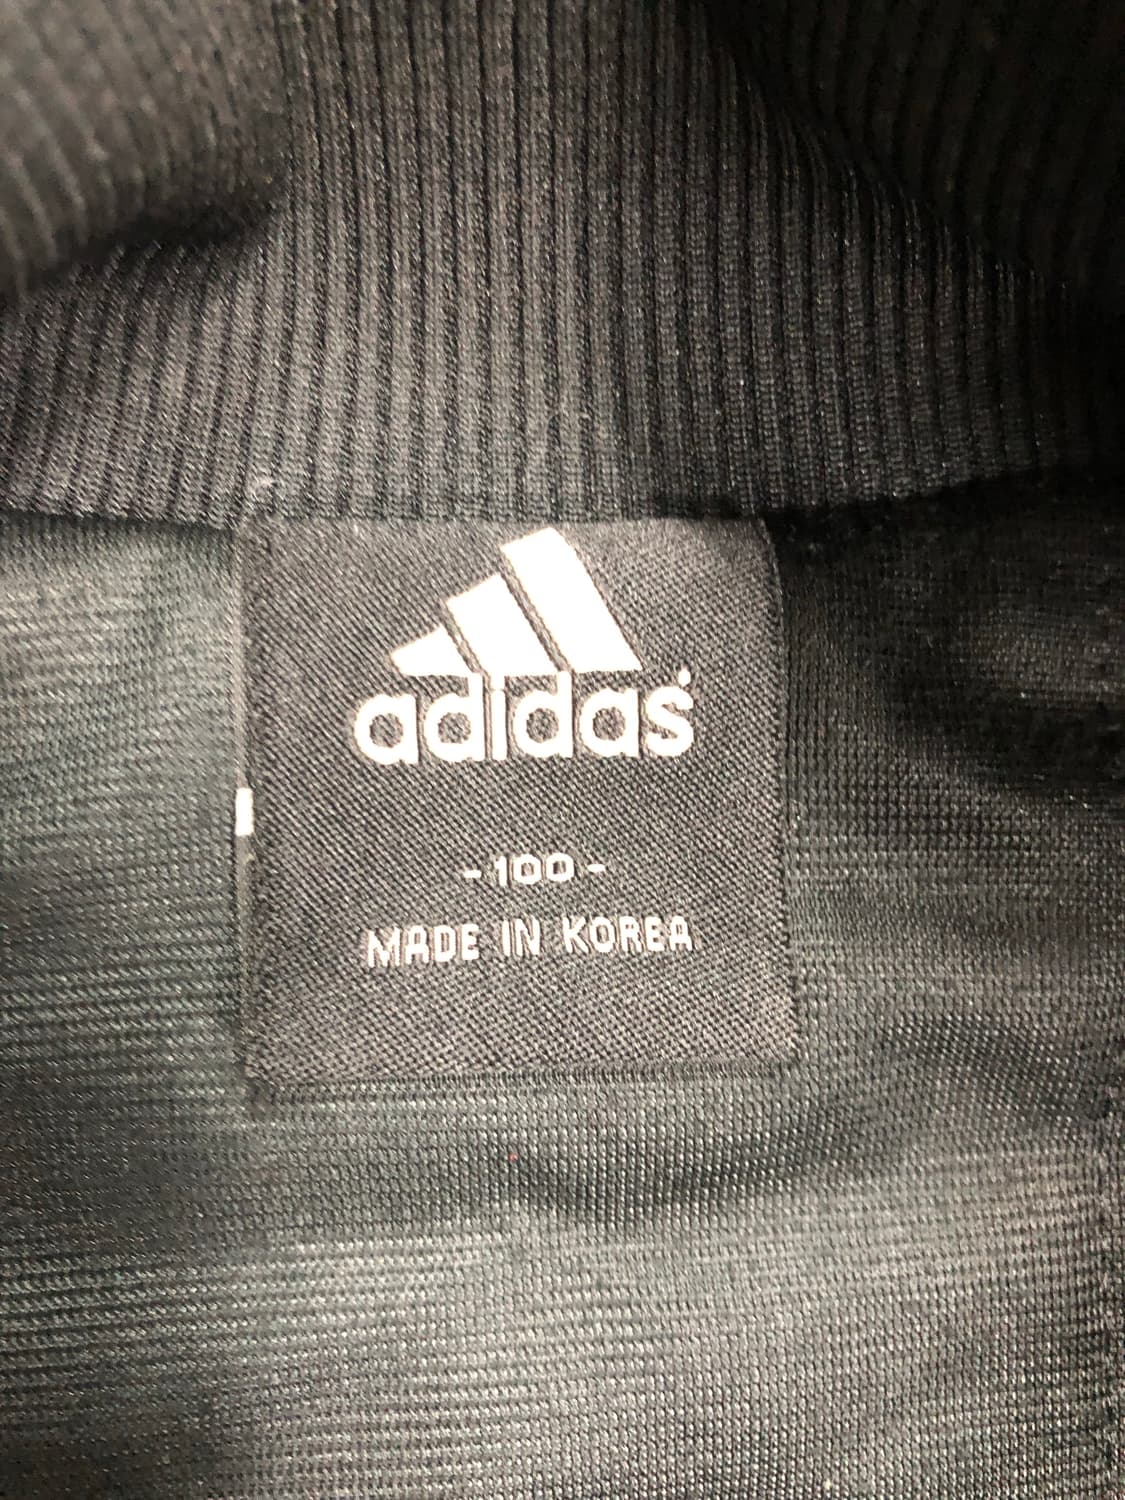 adidas®
-100-
MADE IN KOREA